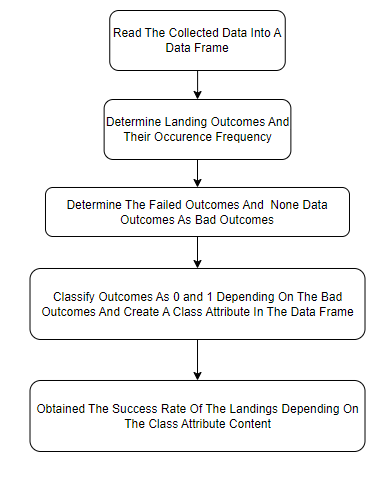 Read The Collected Data Into A
Data Frame
Determine Landing Outcomes And
Their Occurence Frequency
Determine The Failed Outcomes And  None Data
Outcomes As Bad Outcomes
Classify Outcomes As 0 and 1 Depending On The Bad
Outcomes And Create A Class Attribute In The Data Frame
Obtained The Success Rate Of The Landings Depending On
The Class Attribute Content